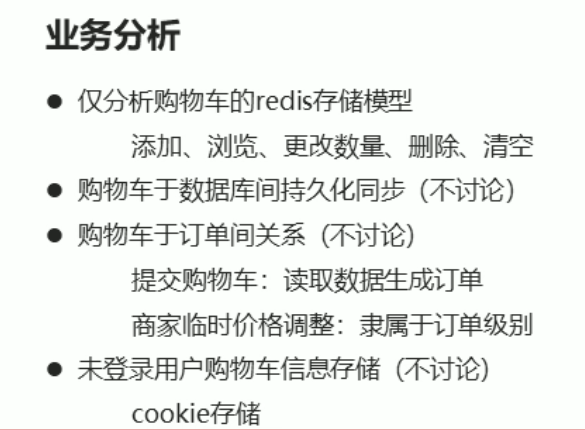 业务分析
● 仅分析购物车的redis存储模型
添加、浏览、更改数量、删除、清空
● 购物车于数据库间持久化同步（不讨论）
● 购物车于订单间关系（不讨论）
提交购物车：读取数据生成订单
商家临时价格调整：隶属于订单级别
● 未登录用户购物车信息存储（不讨论）
cookie存储